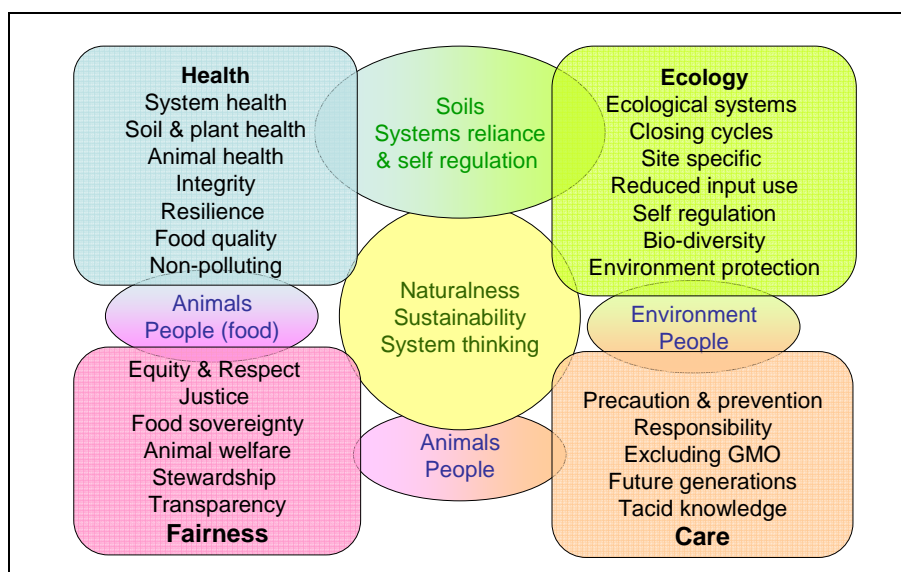 Health
System health
Soil & plant health
Animal health
Integrity
Resilience
Food quality
Non-polluting
Soils
Systems reliance
& self regulation
Ecology
Ecological systems
Closing cycles
Site specific
Reduced input use
Self regulation
Bio-diversity
Environment protection
Animals
People (food)
Naturalness
Sustainability
System thinking
Environment
People
Equity & Respect
Justice
Food sovereignty
Animal welfare
Stewardship
Transparency
Fairness
Animals
People
Precaution & prevention
Responsibility
Excluding GMO
Future generations
Tacid knowledge
Care